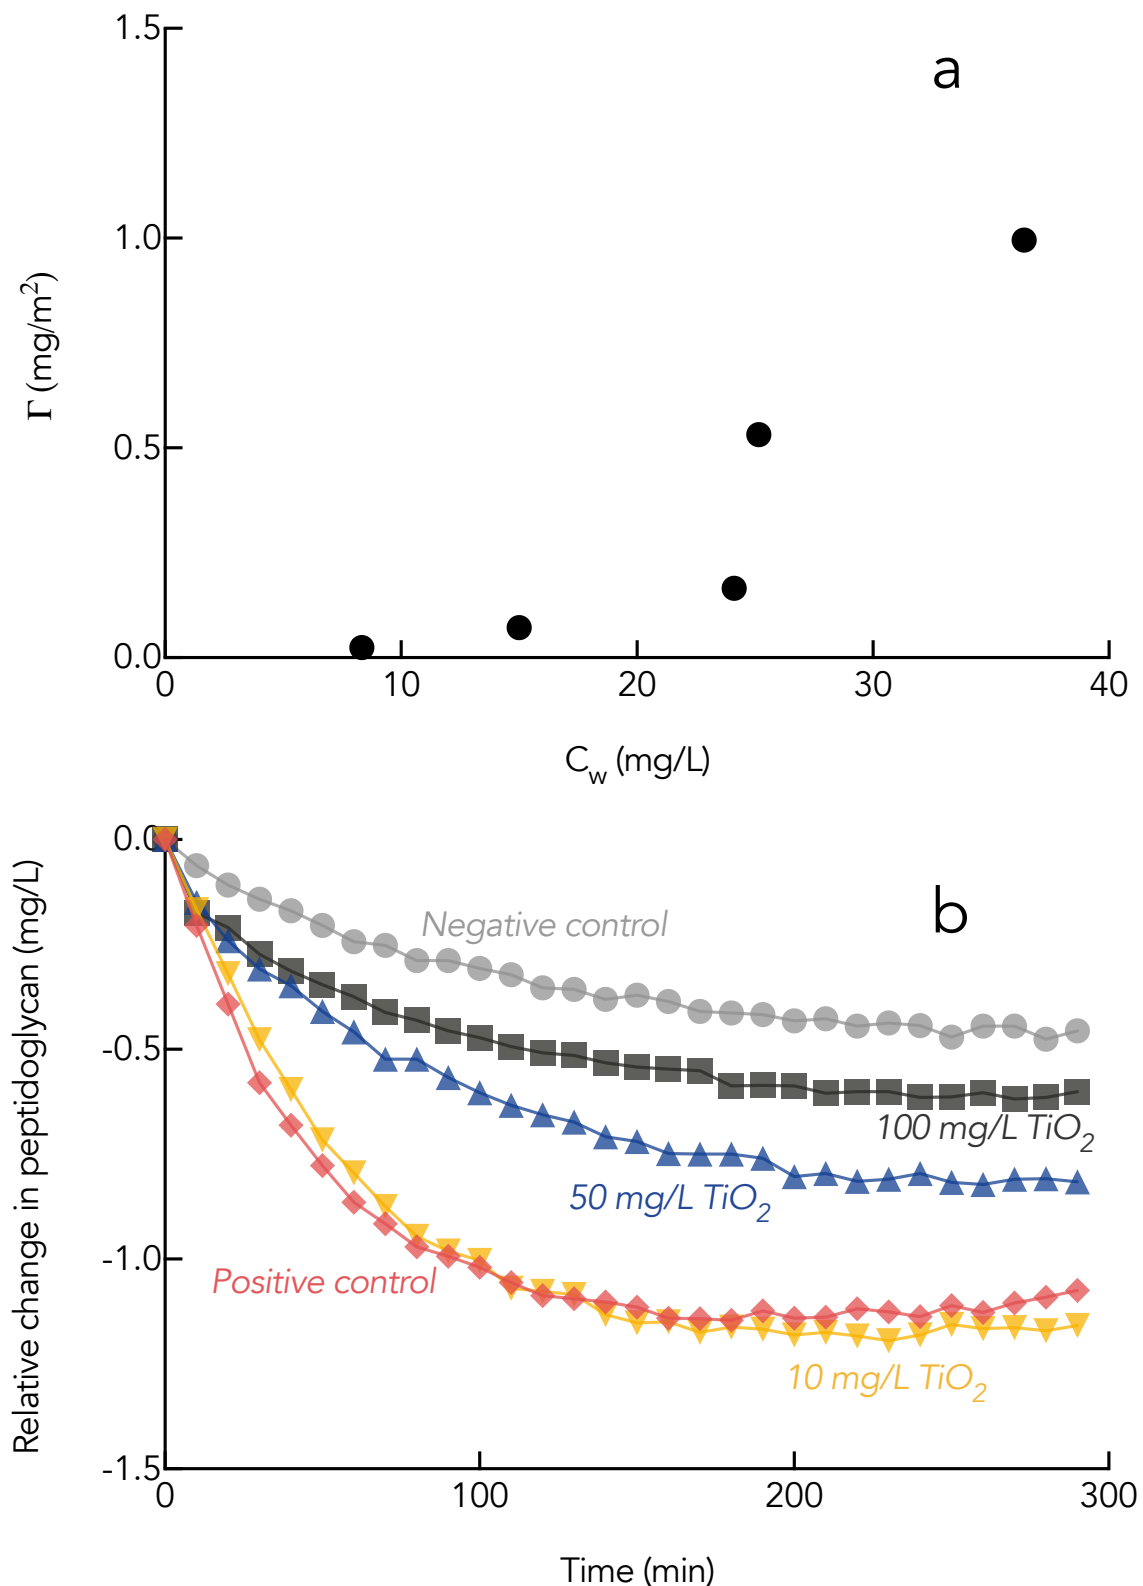 1.5
a
1.0
Γ (mg/m²)
0.5
0.0
0 10 20 30 40
C_w (mg/L)
0.0
b
Negative control
-0.5
Relative change in peptidoglycan (mg/L)
100 mg/L TiO₂
50 mg/L TiO₂
-1.0
Positive control
10 mg/L TiO₂
-1.5
0 100 200 300
Time (min)